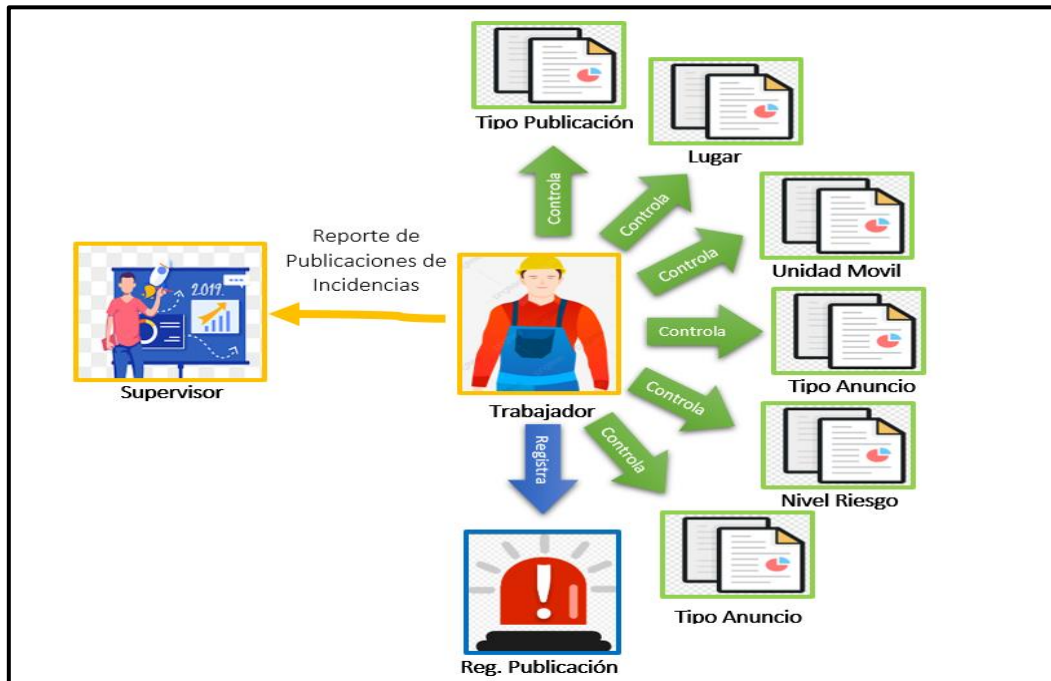 Tipo Publicación
Lugar
Controla
Controla
Controla
Unidad Movil
Reporte de
Publicaciones de
Incidencias
2019.
Controla
Tipo Anuncio
Supervisor
Trabajador
Controla
Controla
Nivel Riesgo
Registra
Tipo Anuncio
Reg. Publicación